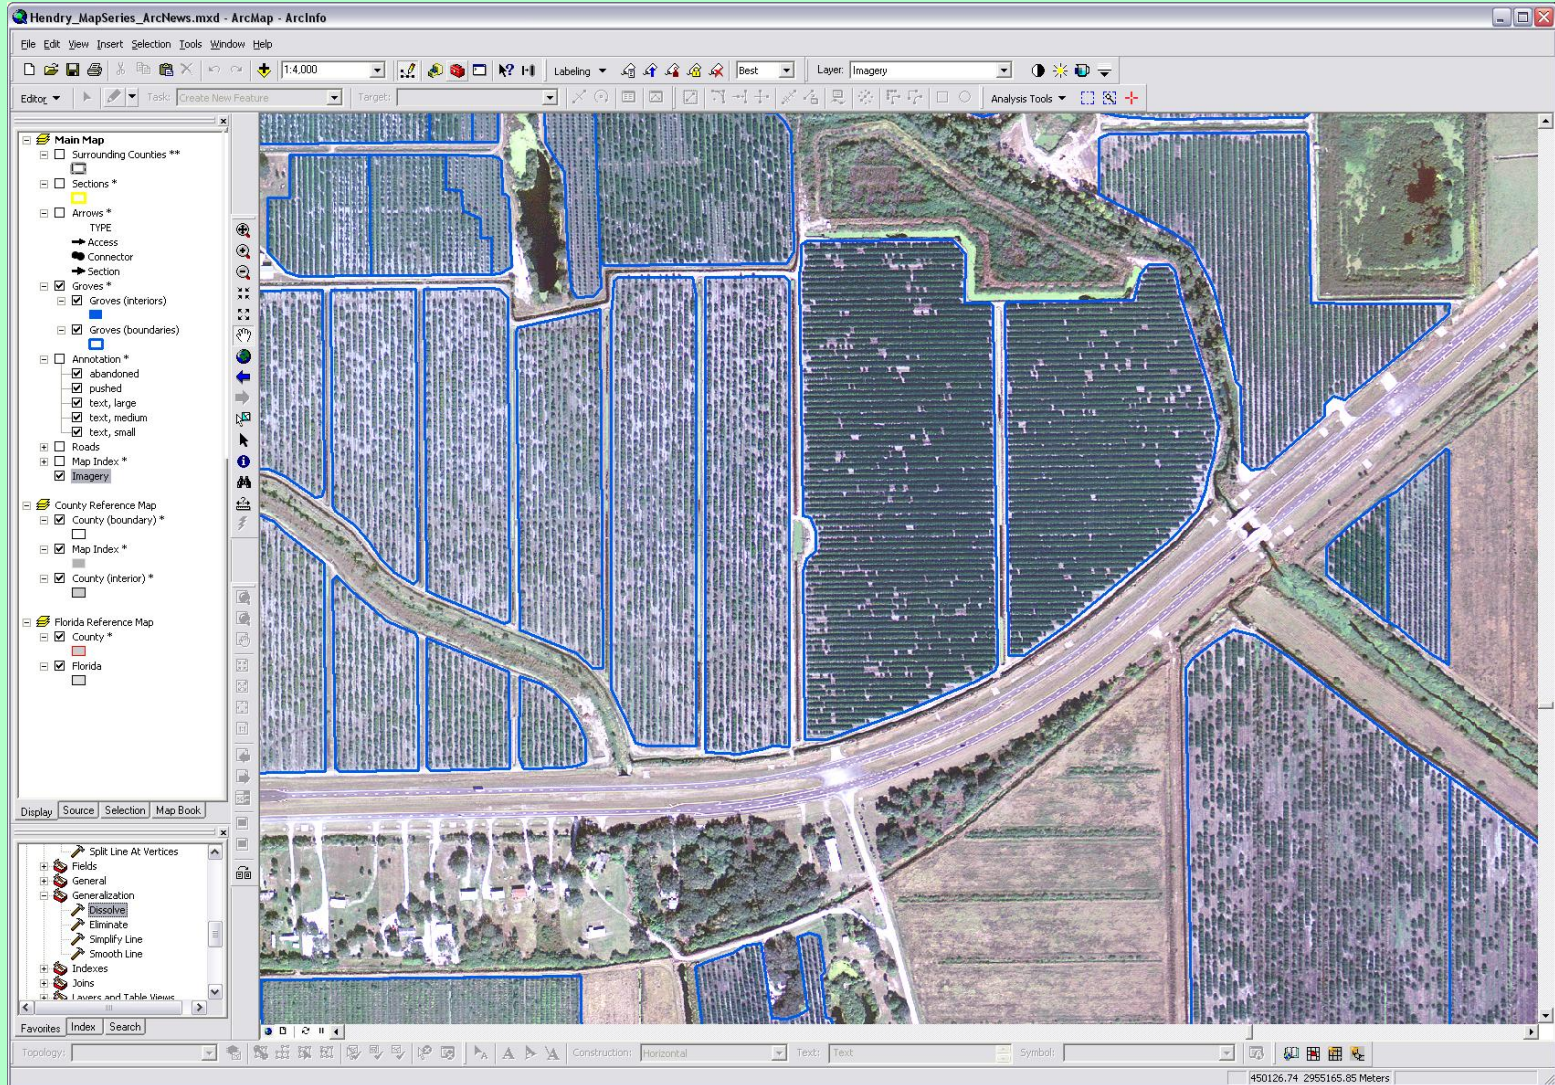 Hendry_MapSeries_ArcNews.mxd - ArcMap - ArcInfo
File Edit View Insert Selection Tools Window Help
1:4,000 Labeling Best Layer: Imagery
Editor Task: Create New Feature Target: Analysis Tools
Main Map
Surrounding Counties **
Sections *
Arrows *
TYPE
Access
Connector
Section
Groves *
Groves (interiors)
Groves (boundaries)
Annotation *
abandoned
pushed
text, large
text, medium
text, small
Roads
Map Index *
Imagery
County Reference Map
County (boundary) *
Map Index *
County (interior) *
Florida Reference Map
County *
Florida
Display Source Selection Map Book
Split Line At Vertices
Fields
General
Generalization
Dissolve
Eliminate
Simplify Line
Smooth Line
Indexes
Joins
Layers and Table Views
Favorites Index Search
Topology: Construction: Horizontal Text: Text Symbol:
450126.74 2955165.85 Meters